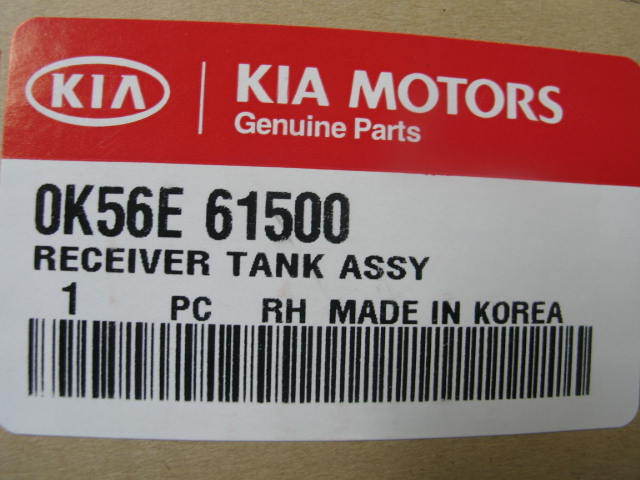 KIA
KIA MOTORS
Genuine Parts
0K56E 61500
RECEIVER TANK ASSY
1 PC RH MADE IN KOREA